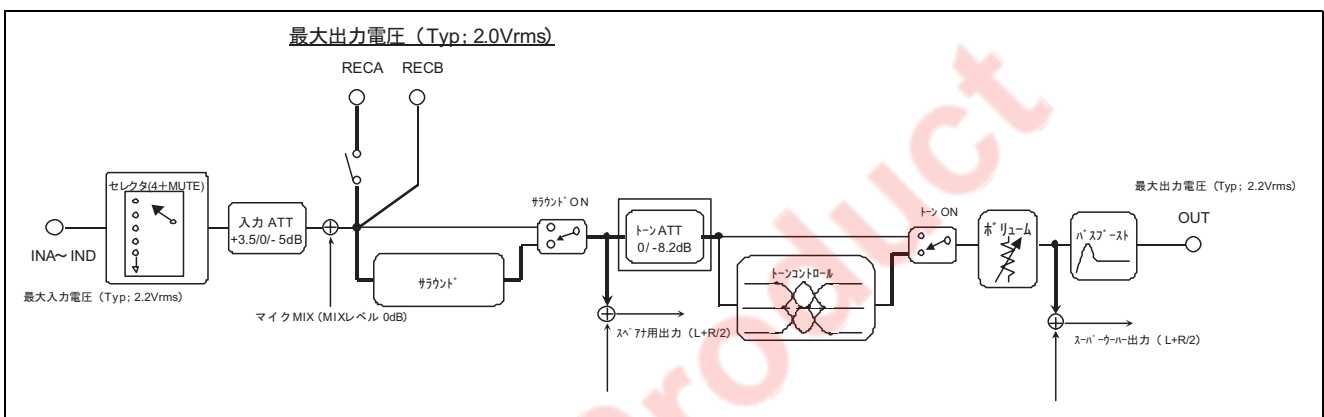 最大出力電圧（Typ; 2.0Vrms）
RECA RECB
セレクタ(4＋MUTE)
入力 ATT
+3.5/0/- 5dB
INA～ IND
最大入力電圧（Typ; 2.2Vrms）
マイクMIX (MIXレベル 0dB)
ｻﾗｳﾝﾄﾞ
ｻﾗｳﾝﾄﾞ ON
ﾄｰﾝ ATT
0/ -8.2dB
ｽﾍﾟｱﾅ用出力（L+R/2）
ﾄｰﾝｺﾝﾄﾛｰﾙ
ﾄｰﾝ ON
ﾎﾞﾘｭｰﾑ
ﾊﾞｽﾌﾞｰｽﾄ
最大出力電圧（Typ; 2.2Vrms）
OUT
ｽｰﾊﾟｰｳｰﾊｰ出力（ L+R/2）
roduct